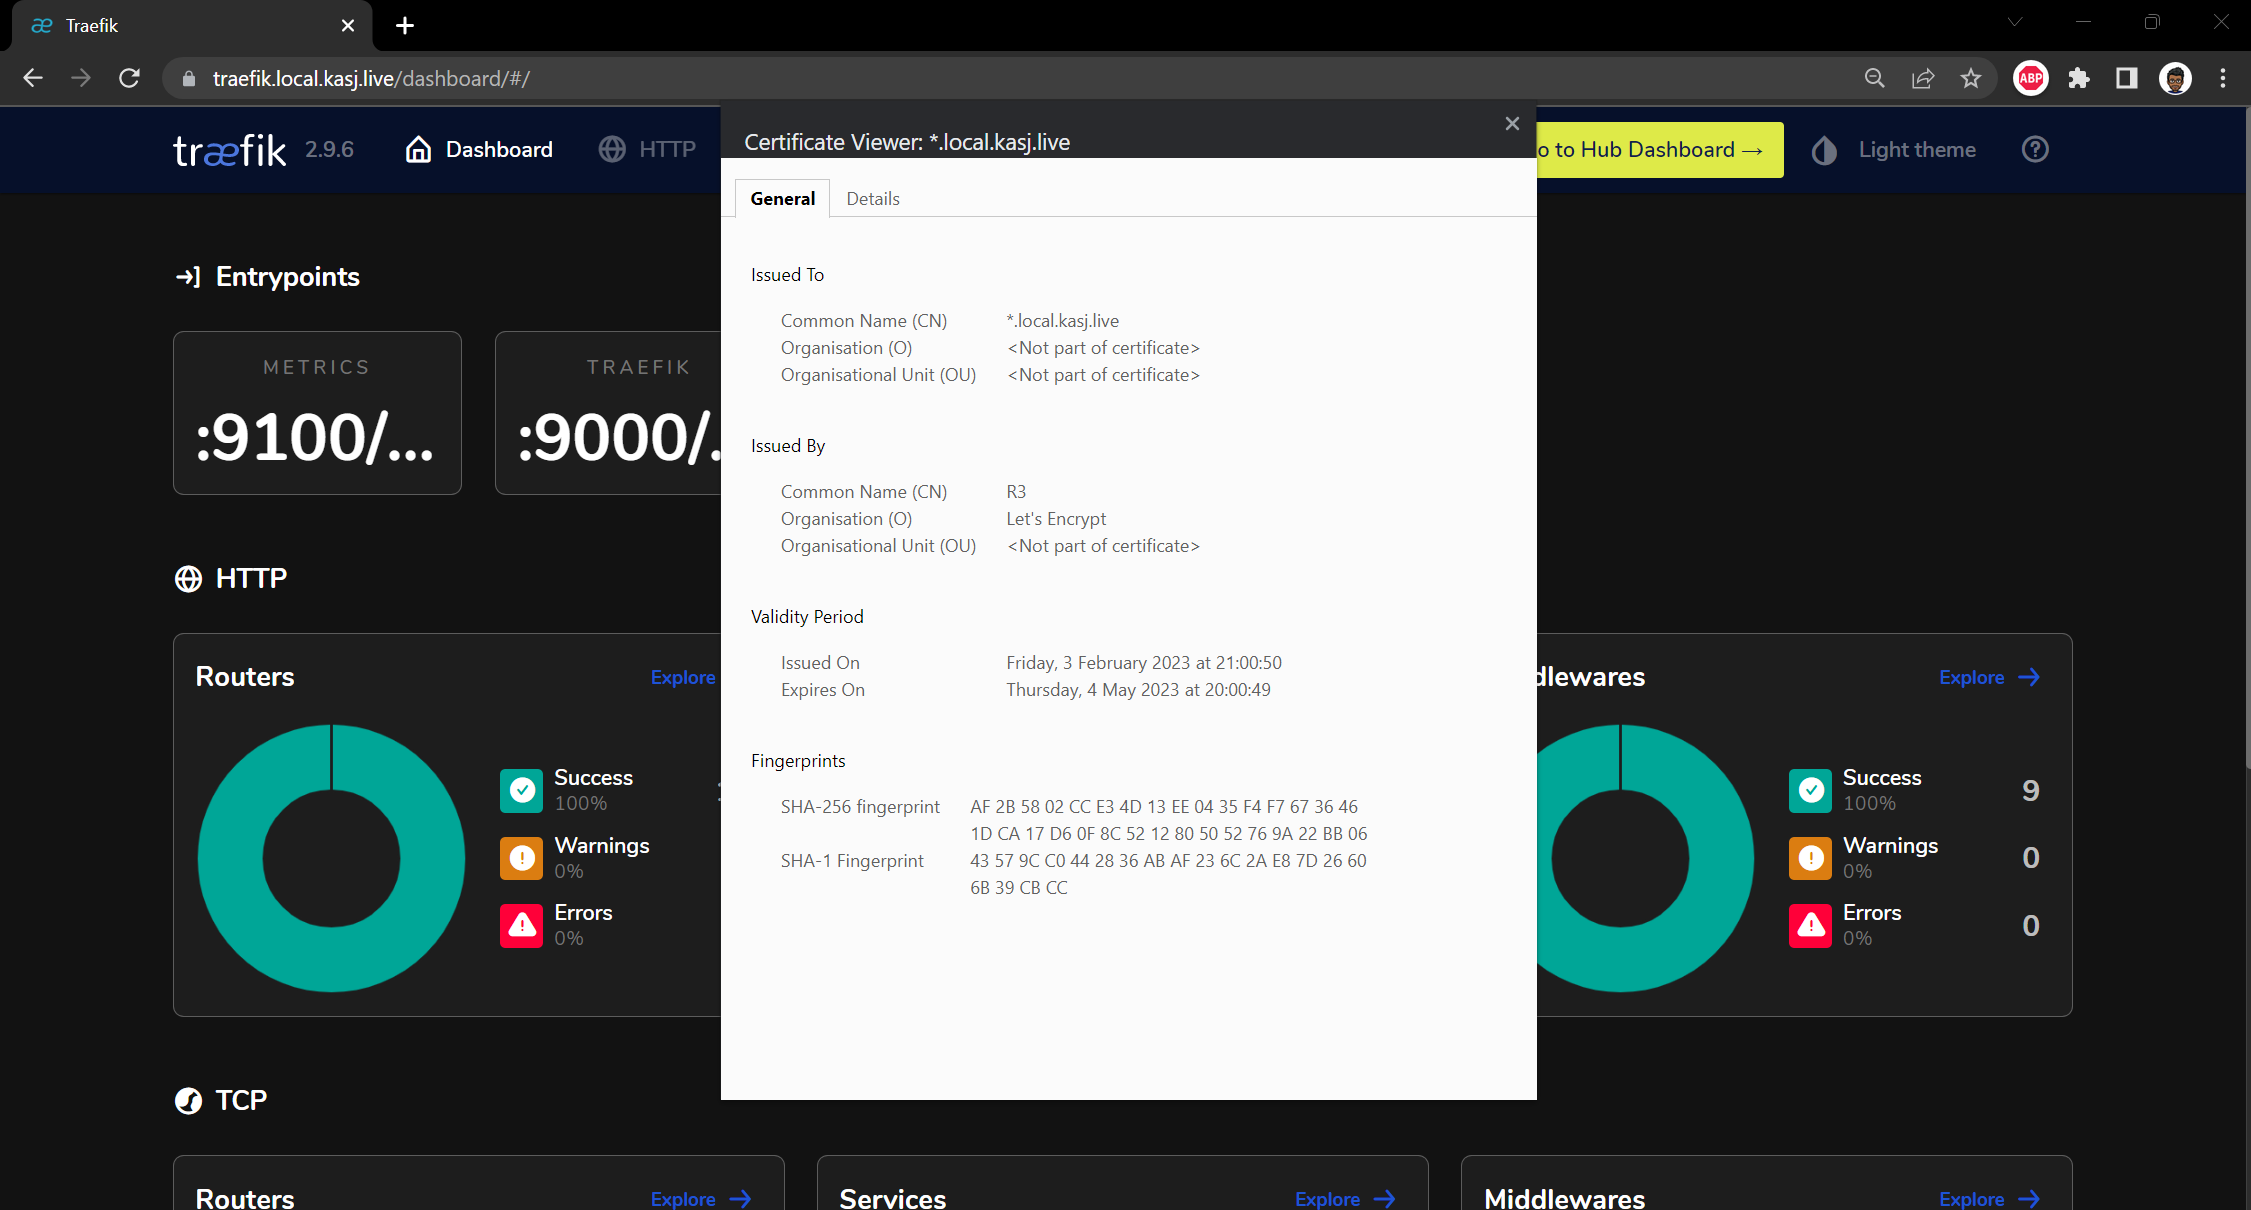 Traefik
traefik.local.kasj.live/dashboard/#/
ABP
træfik 2.9.6 Dashboard HTTP
o to Hub Dashboard → Light theme
Certificate Viewer: *.local.kasj.live
General Details
Issued To
Common Name (CN) *.local.kasj.live
Organisation (O) <Not part of certificate>
Organisational Unit (OU) <Not part of certificate>
Issued By
Common Name (CN) R3
Organisation (O) Let's Encrypt
Organisational Unit (OU) <Not part of certificate>
Validity Period
Issued On Friday, 3 February 2023 at 21:00:50
Expires On Thursday, 4 May 2023 at 20:00:49
Fingerprints
SHA-256 fingerprint AF 2B 58 02 CC E3 4D 13 EE 04 35 F4 F7 67 36 46
1D CA 17 D6 0F 8C 52 12 80 50 52 76 9A 22 BB 06
SHA-1 Fingerprint 43 57 9C C0 44 28 36 AB AF 23 6C 2A E8 7D 26 60
6B 39 CB CC
Entrypoints
METRICS
:9100/...
TRAEFIK
:9000/.
HTTP
Routers Explore
Success
100%
Warnings
0%
Errors
0%
dlewares Explore →
Success 9
100%
Warnings 0
0%
Errors 0
0%
TCP
Routers Explore →
Services Explore →
Middlewares Explore →